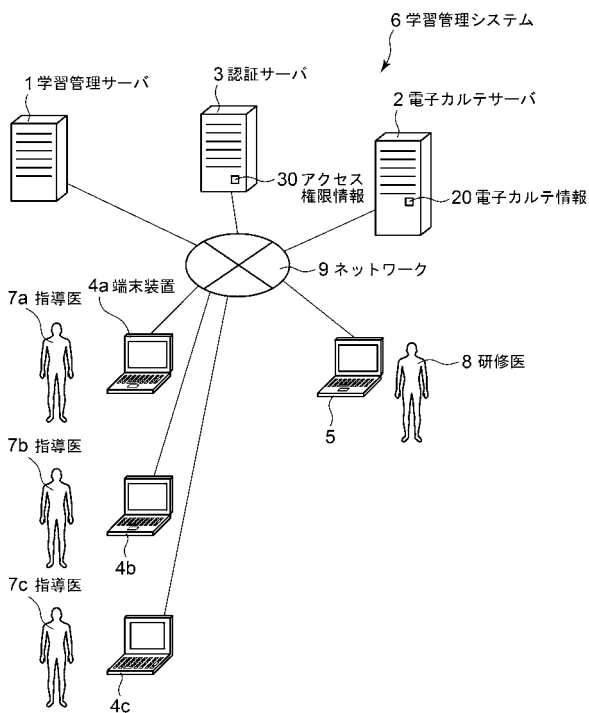 6 学習管理システム
1 学習管理サーバ
3 認証サーバ
2 電子カルテサーバ
30 アクセス
権限情報
20 電子カルテ情報
9 ネットワーク
7a 指導医
4a 端末装置
8 研修医
5
7b 指導医
4b
7c 指導医
4c